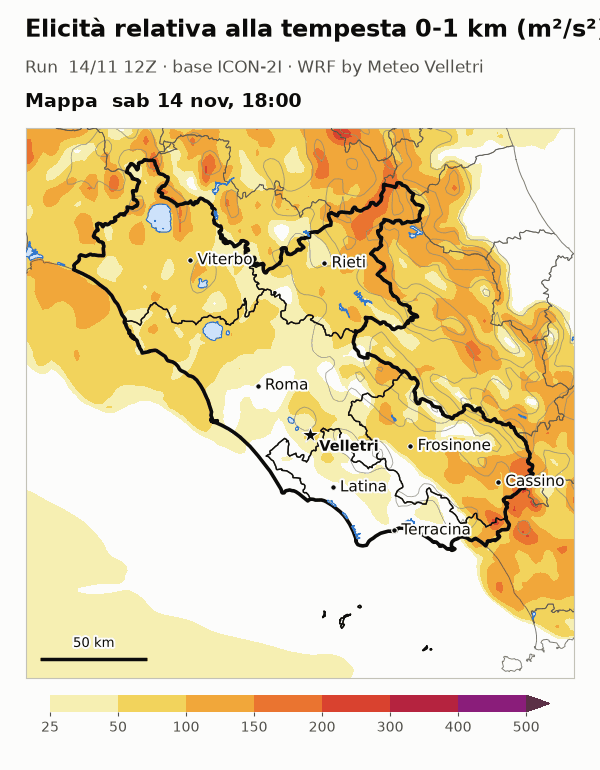 Elicità relativa alla tempesta 0-1 km (m²/s²)
Run 14/11 12Z · base ICON-2I · WRF by Meteo Velletri
Mappa sab 14 nov, 18:00
Viterbo
Rieti
Roma
Velletri
Frosinone
Cassino
Latina
Terracina
50 km
25 50 100 150 200 300 400 500